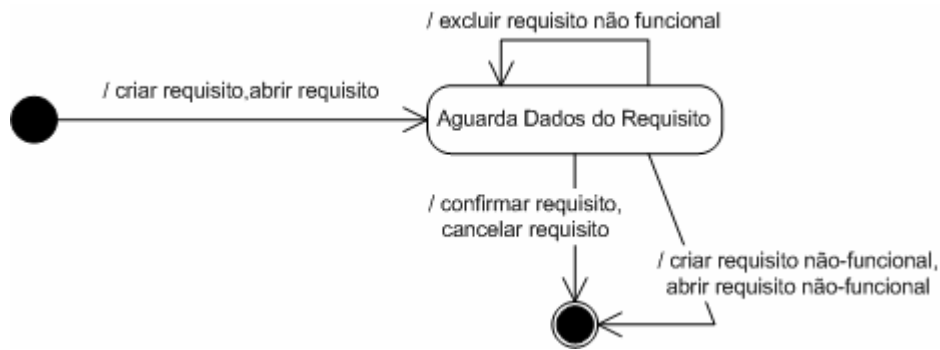 / excluir requisito não funcional
/ criar requisito,abrir requisito
Aguarda Dados do Requisito
/ confirmar requisito,
cancelar requisito
/ criar requisito não-funcional,
abrir requisito não-funcional